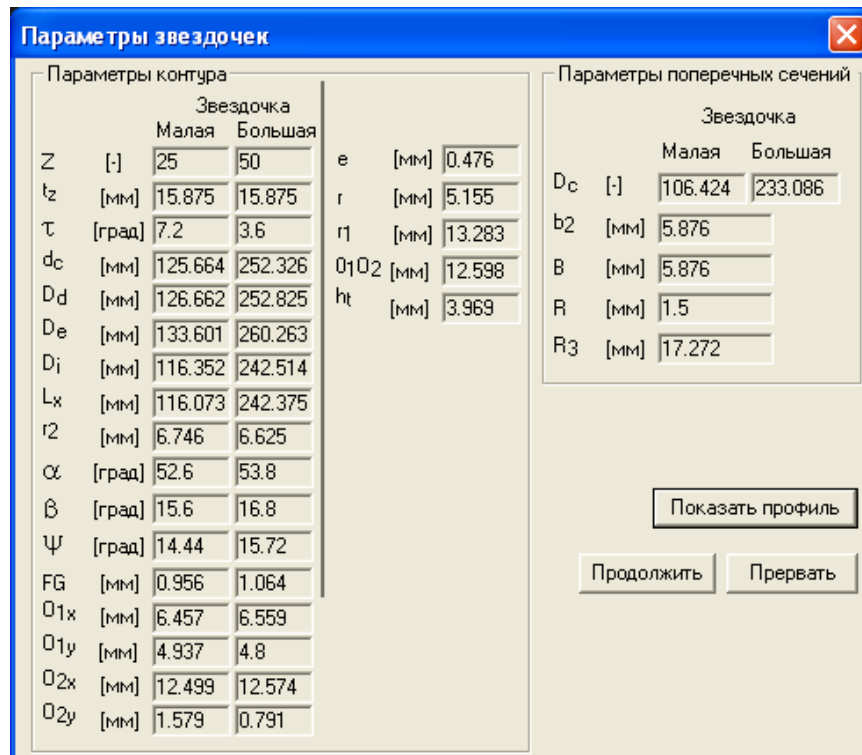 Параметры звездочек
Параметры контура
Звездочка
Малая Большая
Z [-] 25 50
tz [мм] 15.875 15.875
τ [град] 7.2 3.6
dc [мм] 125.664 252.326
Dd [мм] 126.662 252.825
De [мм] 133.601 260.263
Di [мм] 116.352 242.514
Lx [мм] 116.073 242.375
r2 [мм] 6.746 6.625
α [град] 52.6 53.8
β [град] 15.6 16.8
Ψ [град] 14.44 15.72
FG [мм] 0.956 1.064
O1x [мм] 6.457 6.559
O1y [мм] 4.937 4.8
O2x [мм] 12.499 12.574
O2y [мм] 1.579 0.791
e [мм] 0.476
r [мм] 5.155
r1 [мм] 13.283
O1O2 [мм] 12.598
ht [мм] 3.969
Параметры поперечных сечений
Звездочка
Малая Большая
Dc [-] 106.424 233.086
b2 [мм] 5.876
B [мм] 5.876
R [мм] 1.5
R3 [мм] 17.272
Показать профиль
Продолжить Прервать